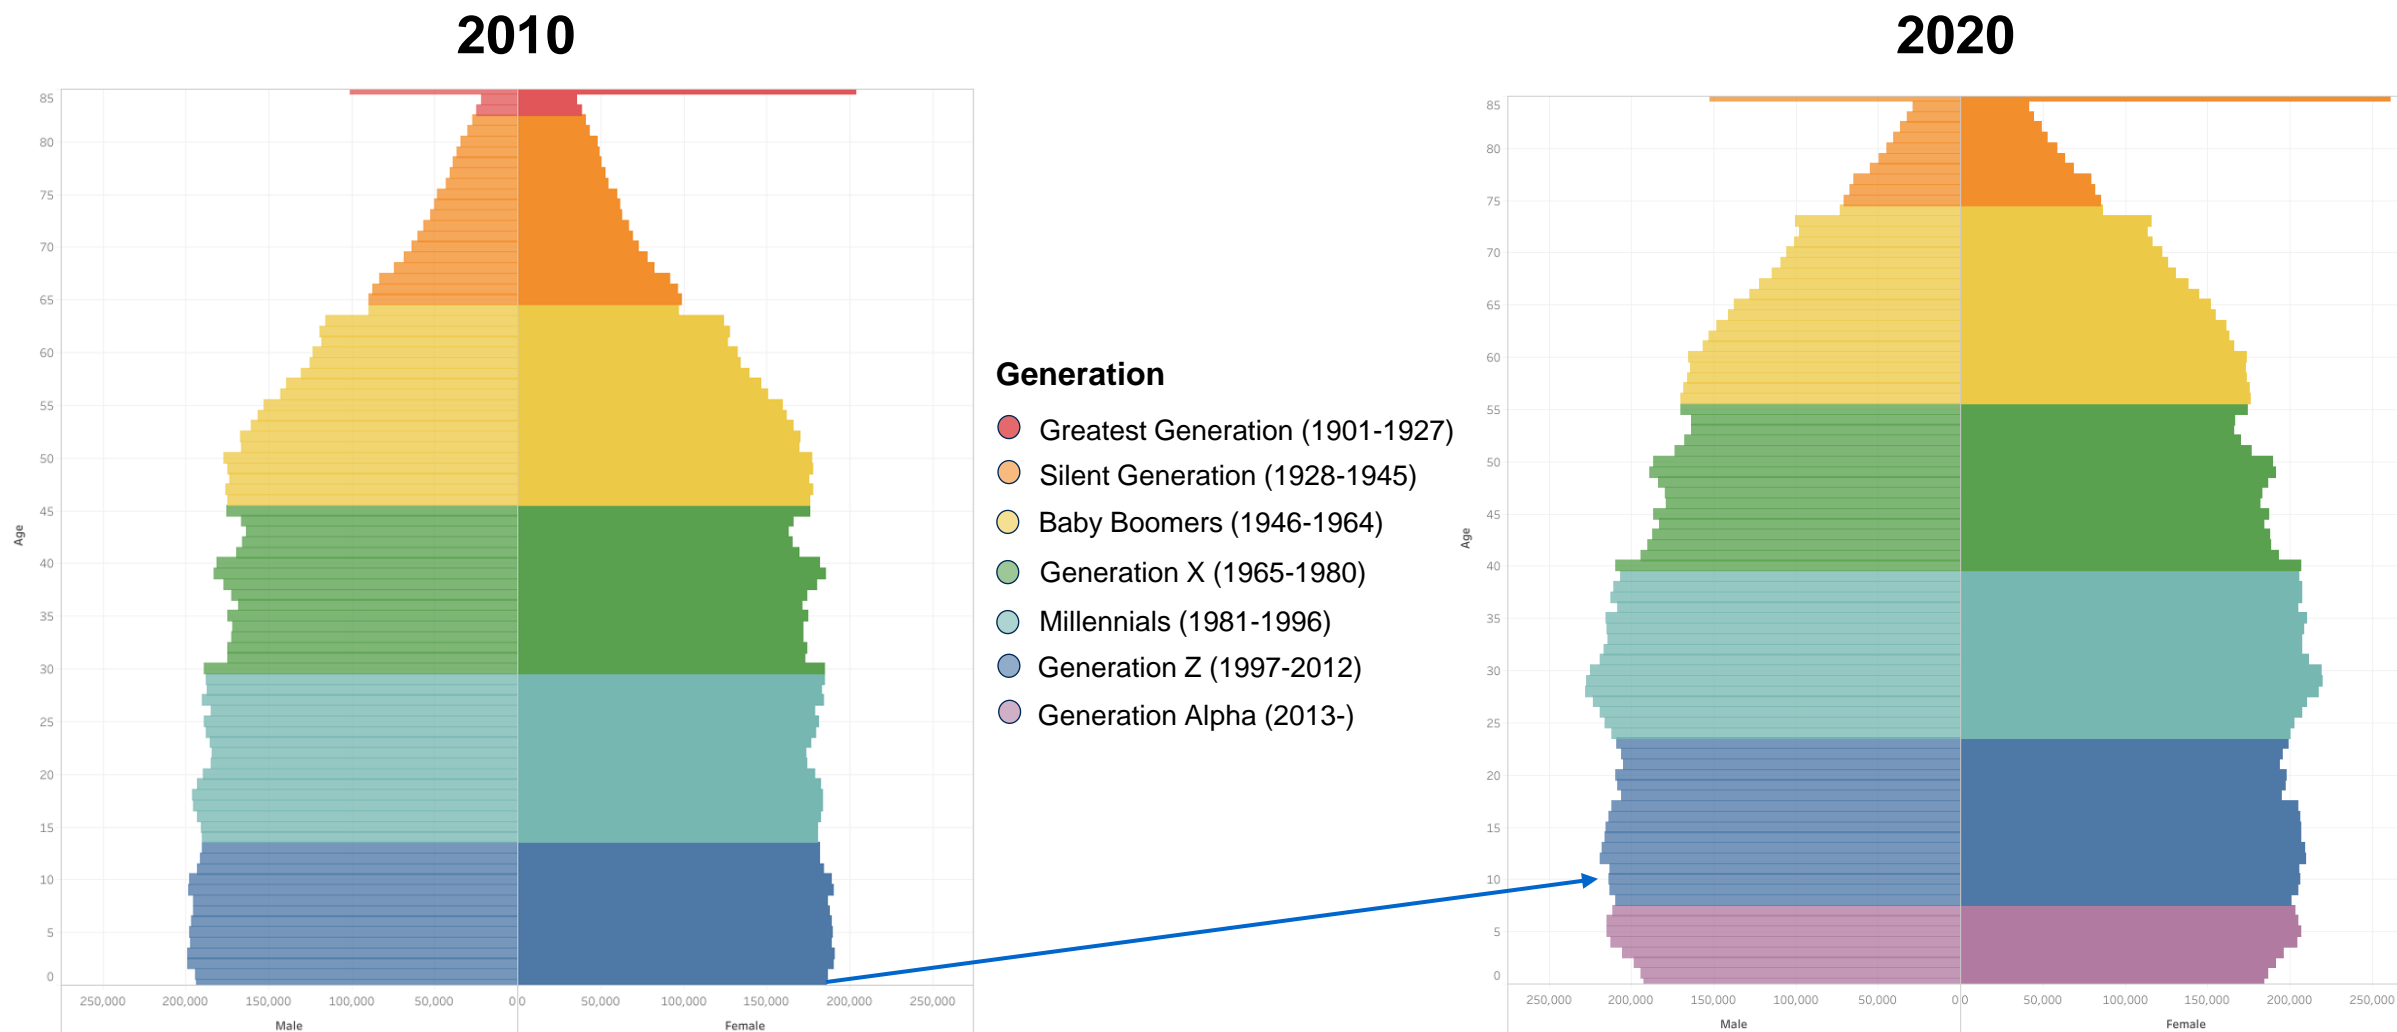 2010
85
80
75
70
65
60
55
50
45
40
35
30
25
20
15
10
5
0
Age
250,000 200,000 150,000 100,000 50,000 0 0 50,000 100,000 150,000 200,000 250,000
Male Female
Generation
Greatest Generation (1901-1927)
Silent Generation (1928-1945)
Baby Boomers (1946-1964)
Generation X (1965-1980)
Millennials (1981-1996)
Generation Z (1997-2012)
Generation Alpha (2013-)
2020
85
80
75
70
65
60
55
50
45
40
35
30
25
20
15
10
5
0
Age
250,000 200,000 150,000 100,000 50,000 0 0 50,000 100,000 150,000 200,000 250,000
Male Female